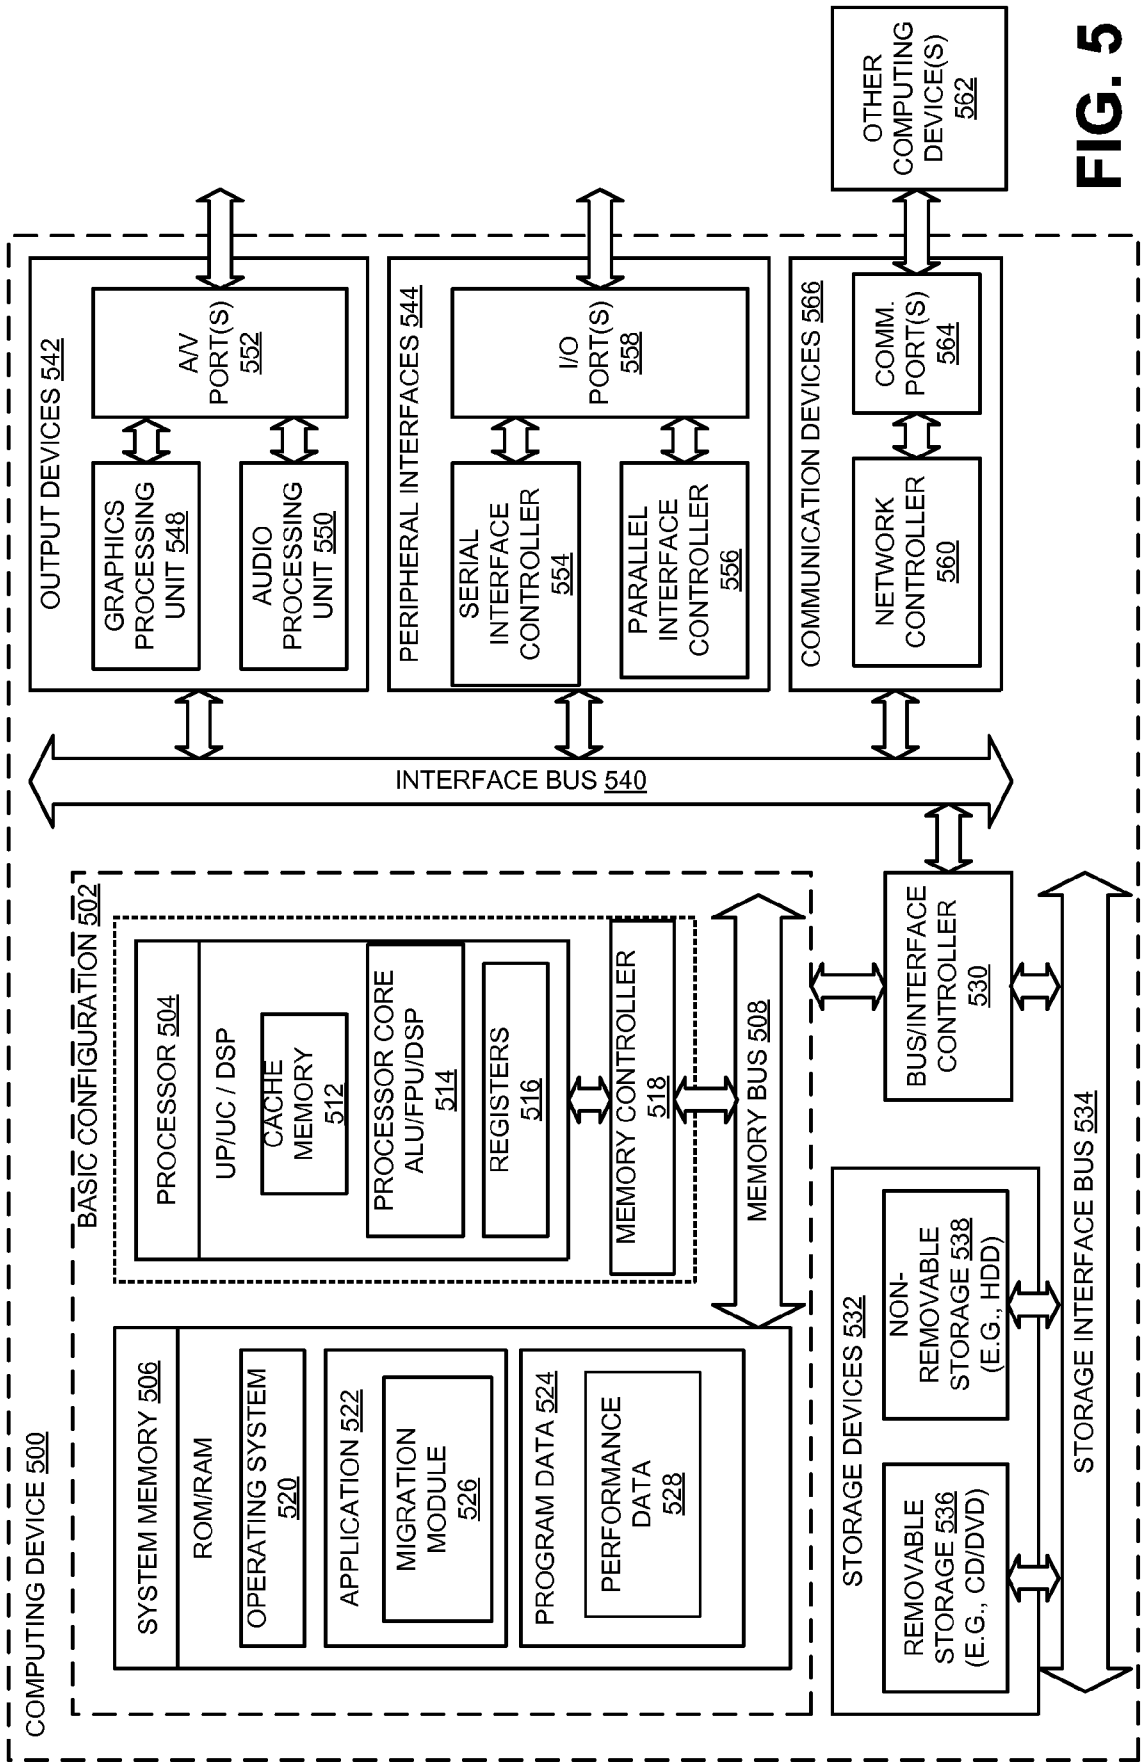 COMPUTING DEVICE 500
BASIC CONFIGURATION 502
SYSTEM MEMORY 506
ROM/RAM
OPERATING SYSTEM
520
APPLICATION 522
MIGRATION
MODULE
526
PROGRAM DATA 524
PERFORMANCE
DATA
528
PROCESSOR 504
UP/UC / DSP
CACHE
MEMORY
512
PROCESSOR CORE
ALU/FPU/DSP
514
REGISTERS
516
MEMORY CONTROLLER
518
MEMORY BUS 508
BUS/INTERFACE
CONTROLLER
530
STORAGE DEVICES 532
REMOVABLE
STORAGE 536
(E.G., CD/DVD)
NON-
REMOVABLE
STORAGE 538
(E.G., HDD)
STORAGE INTERFACE BUS 534
INTERFACE BUS 540
OUTPUT DEVICES 542
GRAPHICS
PROCESSING
UNIT 548
AUDIO
PROCESSING
UNIT 550
A/V
PORT(S)
552
PERIPHERAL INTERFACES 544
SERIAL
INTERFACE
CONTROLLER
554
PARALLEL
INTERFACE
CONTROLLER
556
I/O
PORT(S)
558
COMMUNICATION DEVICES 566
NETWORK
CONTROLLER
560
COMM.
PORT(S)
564
OTHER
COMPUTING
DEVICE(S)
562
FIG. 5